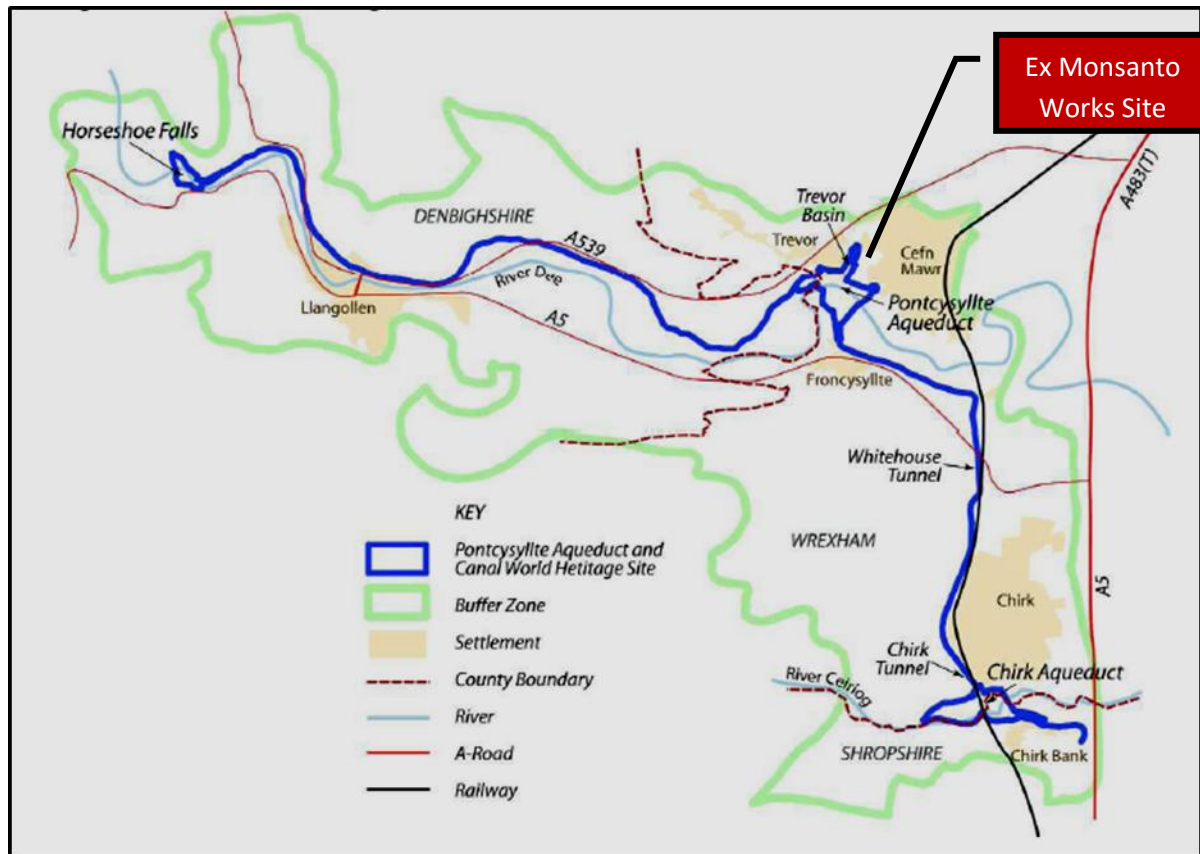 Ex Monsanto
Works Site
Horseshoe Falls
A483(T)
DENBIGHSHIRE
Trevor
Basin
Trevor
Cefn
Mawr
A539
River Dee
Llangollen
A5
Pontcysyllte
Aqueduct
Froncysyllte
Whitehouse
Tunnel
WREXHAM
KEY
Pontcysyllte Aqueduct and
Canal World Hetitage Site
Buffer Zone
Settlement
County Boundary
River
A-Road
Railway
Chirk
A5
Chirk
Tunnel
Chirk Aqueduct
River Ceiriog
SHROPSHIRE
Chirk Bank